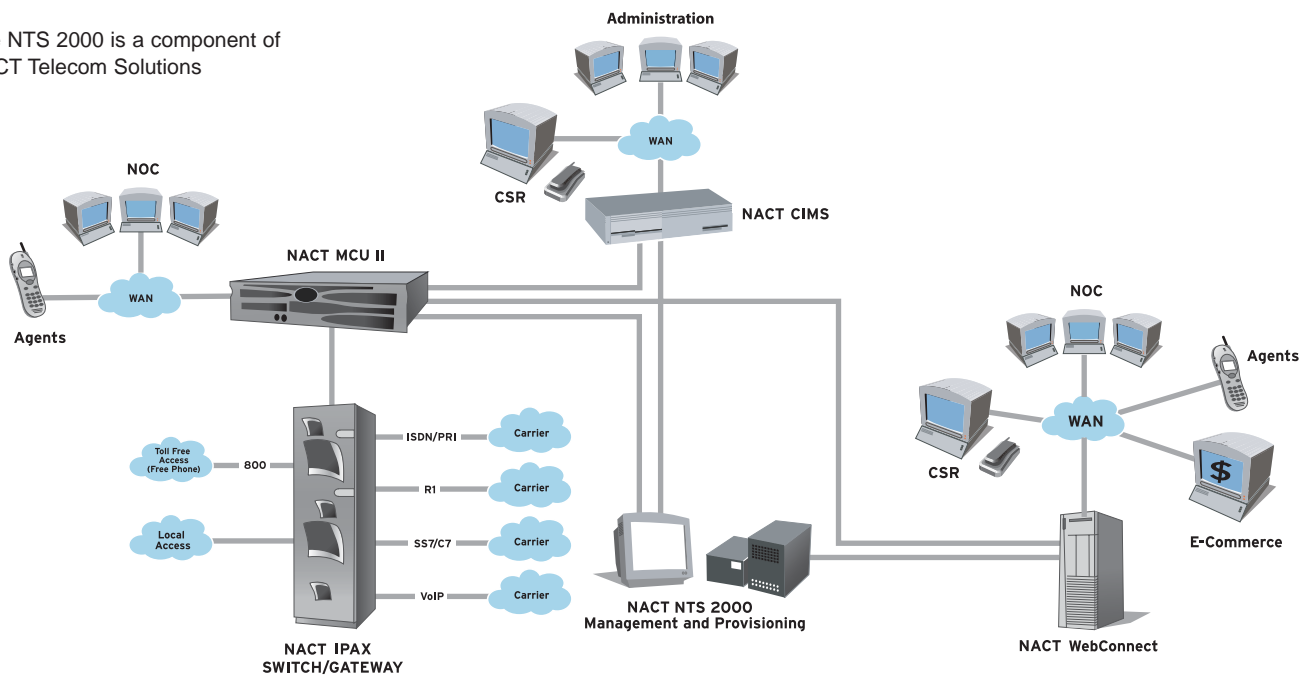 NTS 2000 is a component of
CT Telecom Solutions
Administration
WAN
CSR
NACT CIMS
NOC
NACT MCU II
WAN
Agents
NOC
Agents
WAN
CSR
$
E-Commerce
ISDN/PRI
Carrier
Toll Free
Access
(Free Phone)
800
R1
Carrier
Local
Access
SS7/C7
Carrier
VoIP
Carrier
NACT NTS 2000
Management and Provisioning
NACT WebConnect
NACT IPAX
SWITCH/GATEWAY